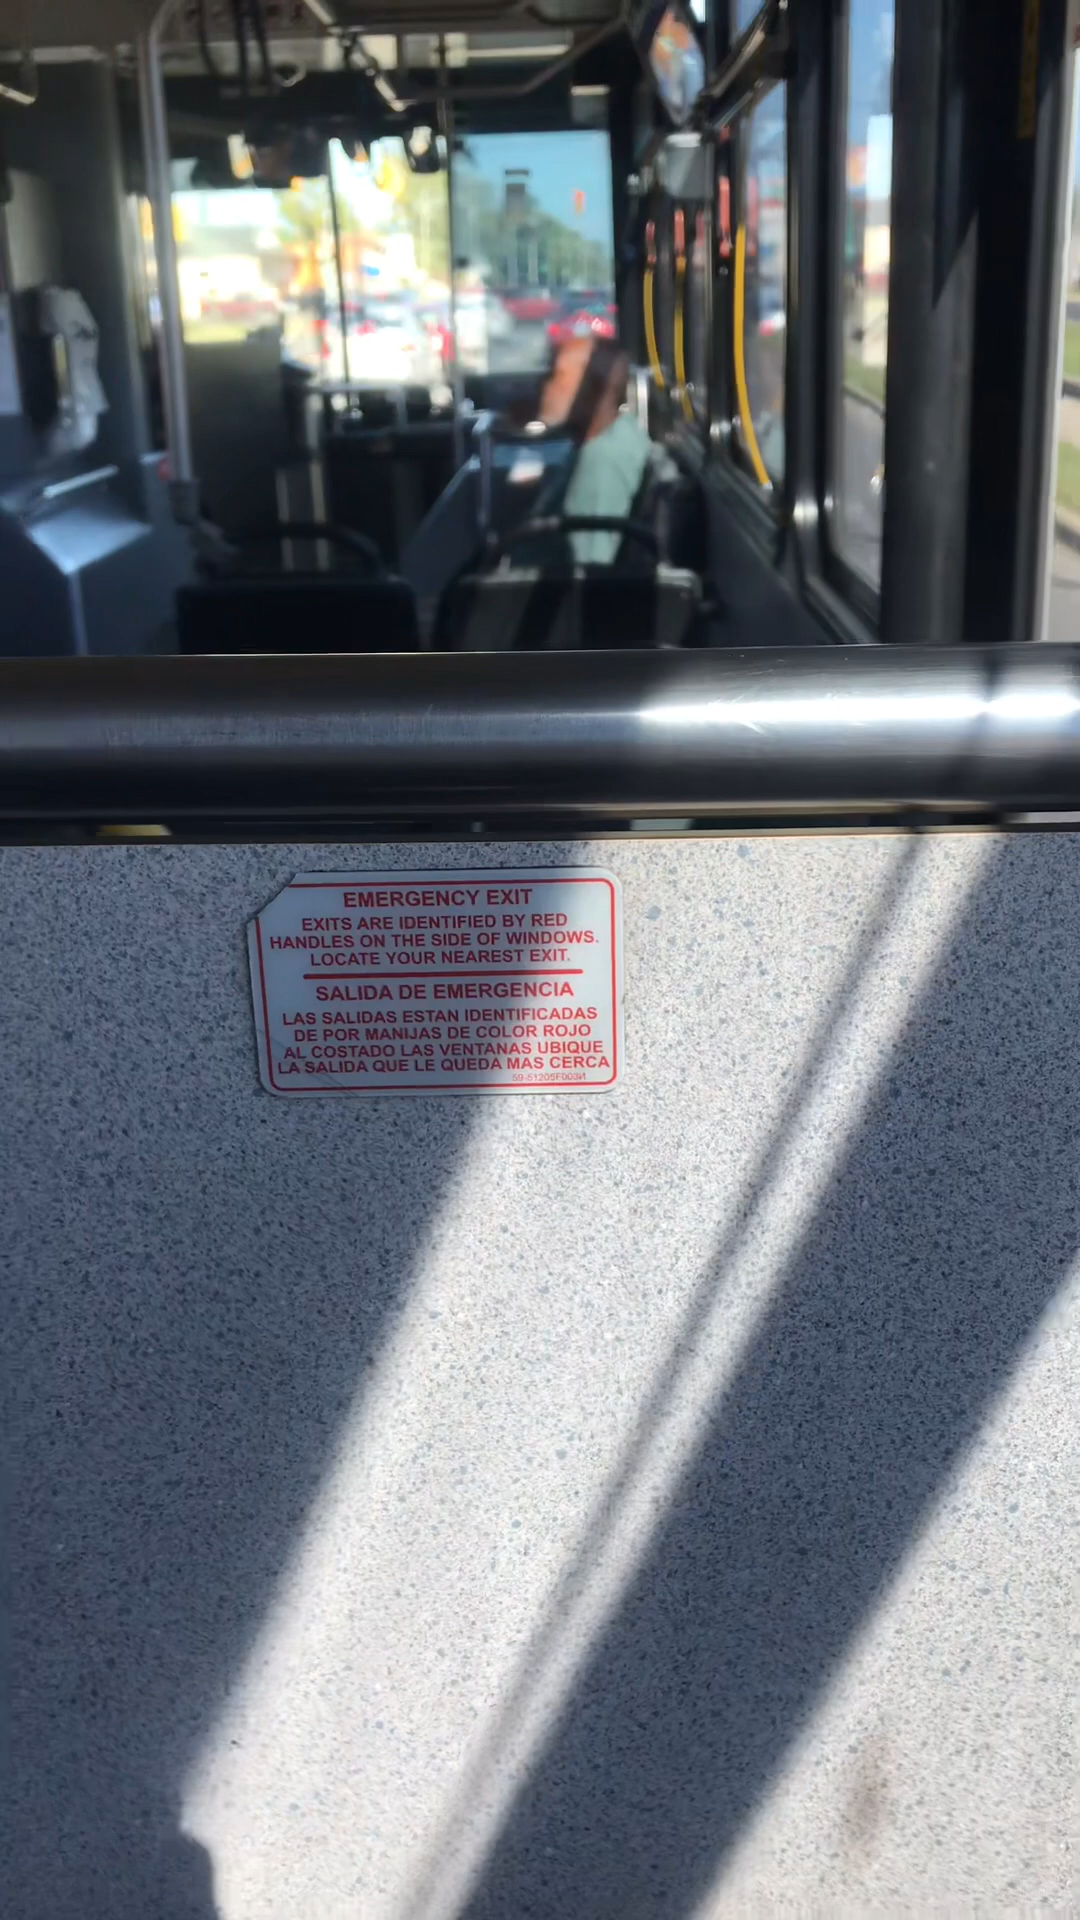 EMERGENCY EXIT
EXITS ARE IDENTIFIED BY RED
HANDLES ON THE SIDE OF WINDOWS.
LOCATE YOUR NEAREST EXIT.
SALIDA DE EMERGENCIA
LAS SALIDAS ESTAN IDENTIFICADAS
DE POR MANIJAS DE COLOR ROJO
AL COSTADO LAS VENTANAS UBIQUE
LA SALIDA QUE LE QUEDA MAS CERCA